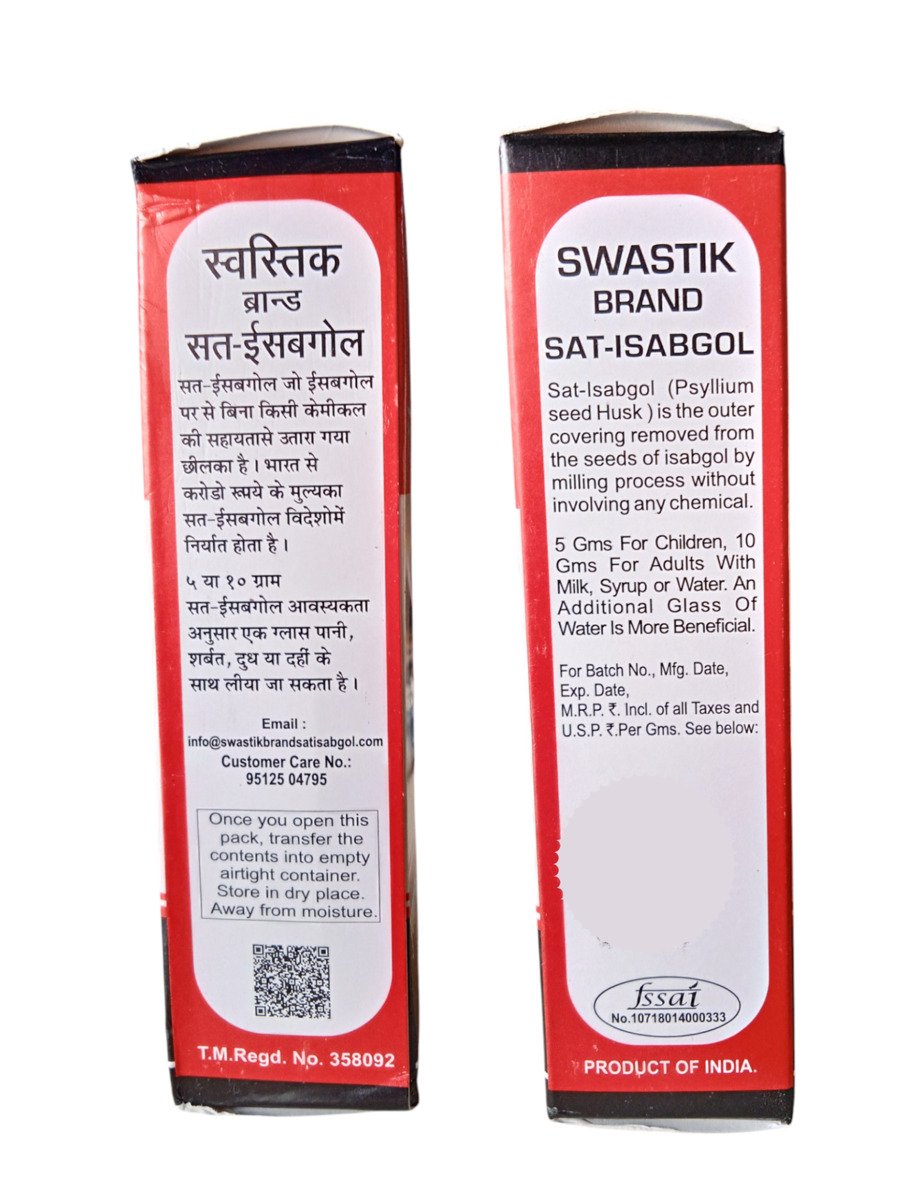 स्वस्तिक
ब्रान्ड
सत-ईसबगोल
सत-ईसबगोल जो ईसबगोल
पर से बिना किसी केमीकल
की सहायतासे उतारा गया
छीलका है । भारत से
करोडो रूपये के मुल्यका
सत-ईसबगोल विदेशोमें
निर्यात होता है ।
५ या १० ग्राम
सत-ईसबगोल आवस्यकता
अनुसार एक ग्लास पानी,
शर्बत, दुध या दहीं के
साथ लीया जा सकता है ।
Email :
info@swastikbrandsatisabgol.com
Customer Care No.:
95125 04795
Once you open this
pack, transfer the
contents into empty
airtight container.
Store in dry place.
Away from moisture.
T.M.Regd. No. 358092
SWASTIK
BRAND
SAT-ISABGOL
Sat-Isabgol (Psyllium
seed Husk ) is the outer
covering removed from
the seeds of isabgol by
milling process without
involving any chemical.
5 Gms For Children, 10
Gms For Adults With
Milk, Syrup or Water. An
Additional Glass Of
Water Is More Beneficial.
For Batch No., Mfg. Date,
Exp. Date,
M.R.P. ₹. Incl. of all Taxes and
U.S.P. ₹.Per Gms. See below:
fssai
No.10718014000333
PRODUCT OF INDIA.